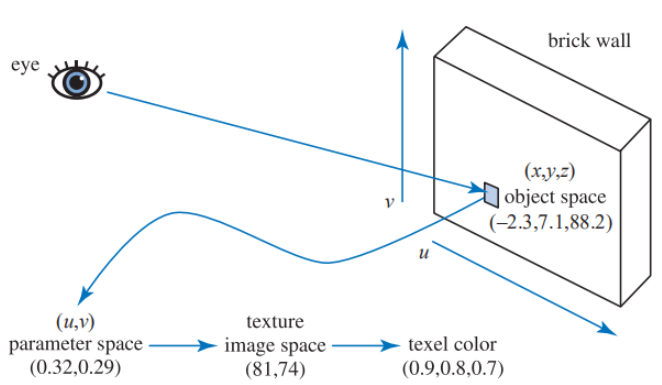 brick wall
eye
(x,y,z)
object space
(–2.3,7.1,88.2)
v
u
(u,v)
parameter space
(0.32,0.29)
texture
image space
(81,74)
texel color
(0.9,0.8,0.7)